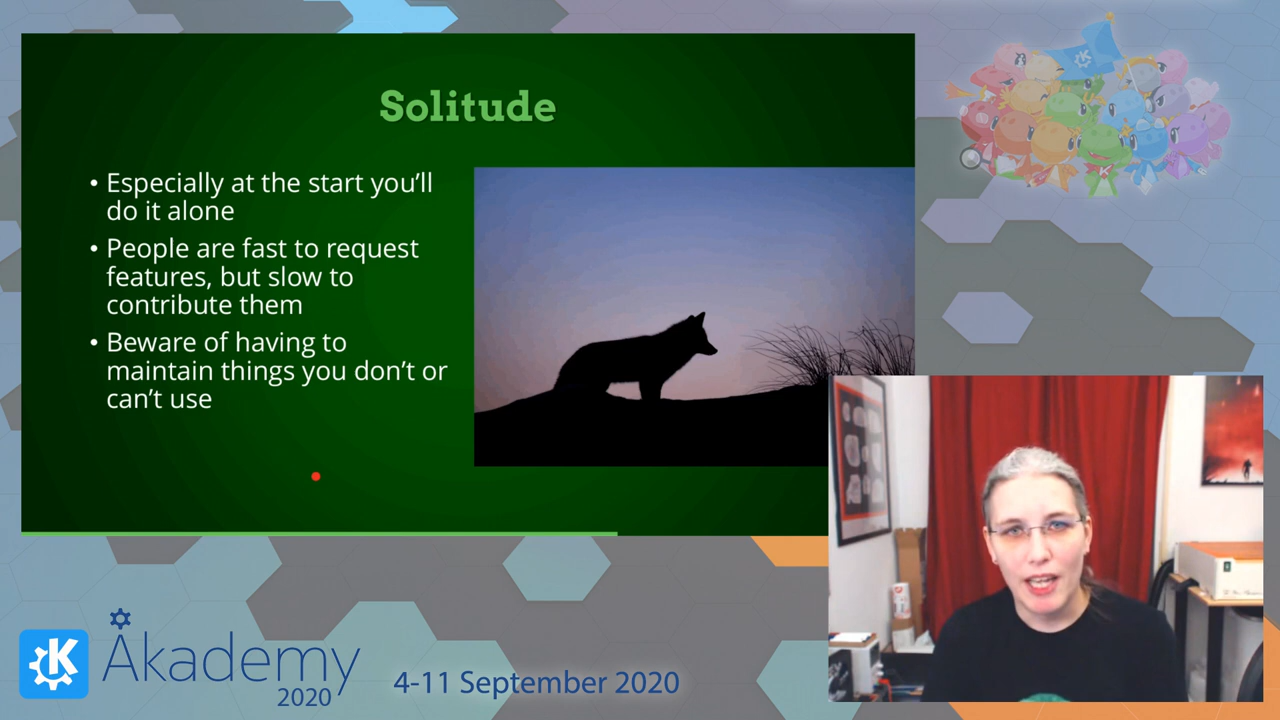 Solitude
• Especially at the start you'll
do it alone
• People are fast to request
features, but slow to
contribute them
• Beware of having to
maintain things you don't or
can't use
Akademy
2020
4-11 September 2020